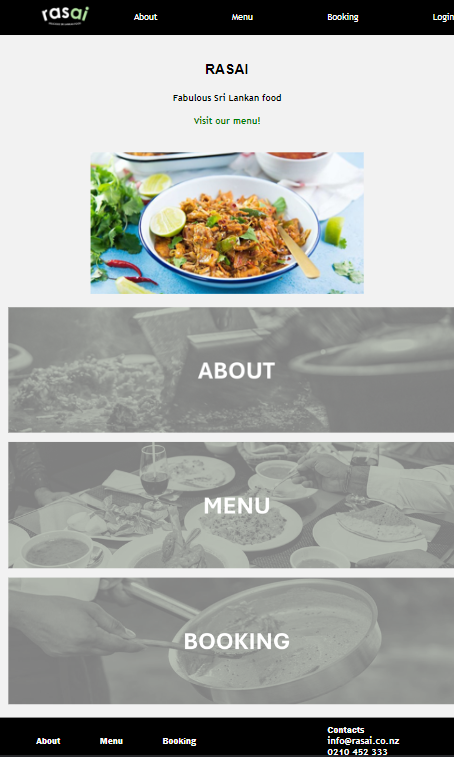 rasai
About Menu Booking Login
RASAI
Fabulous Sri Lankan food
Visit our menu!
ABOUT
MENU
BOOKING
About Menu Booking
Contacts
info@rasai.co.nz
0210 452 333